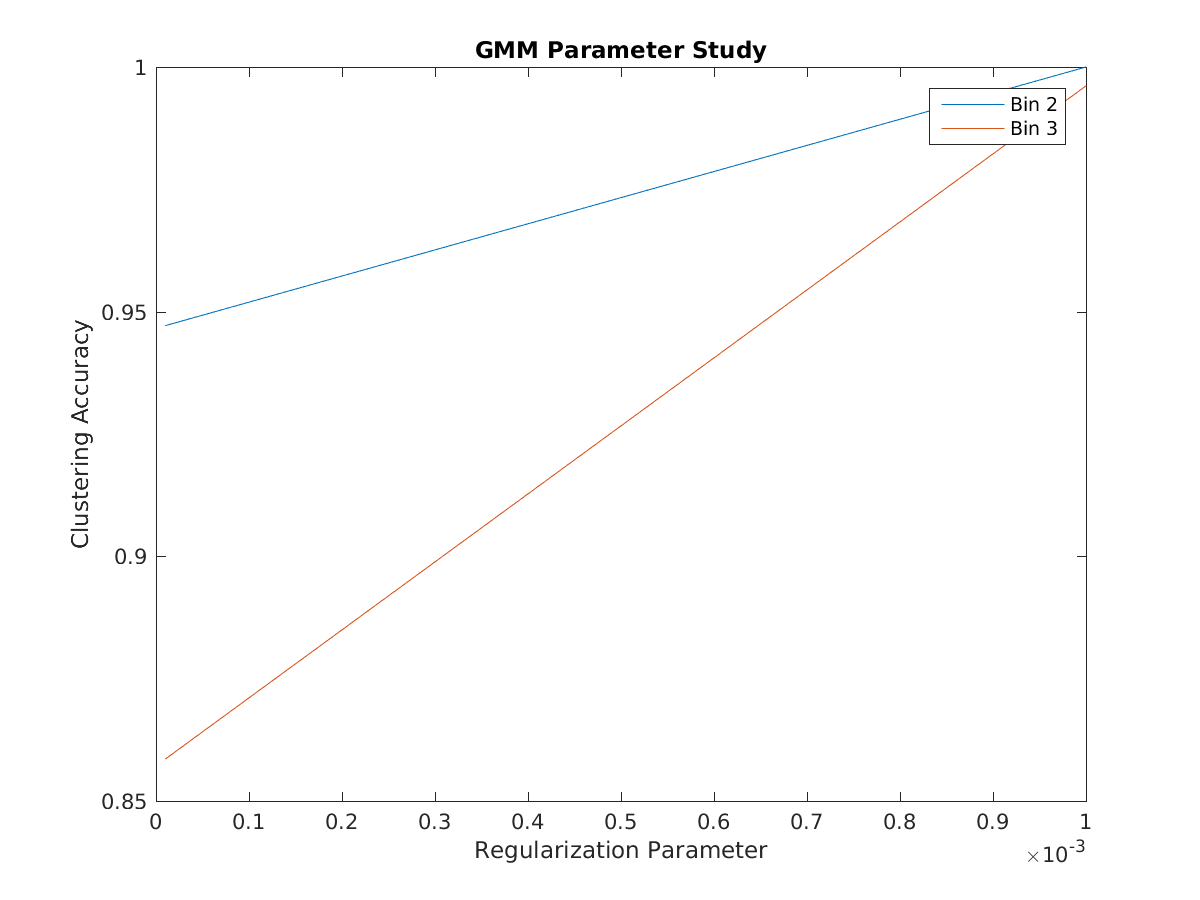 GMM Parameter Study
1
0.95
0.9
0.85
Clustering Accuracy
Bin 2
Bin 3
0 0.1 0.2 0.3 0.4 0.5 0.6 0.7 0.8 0.9 1
Regularization Parameter
×10⁻³